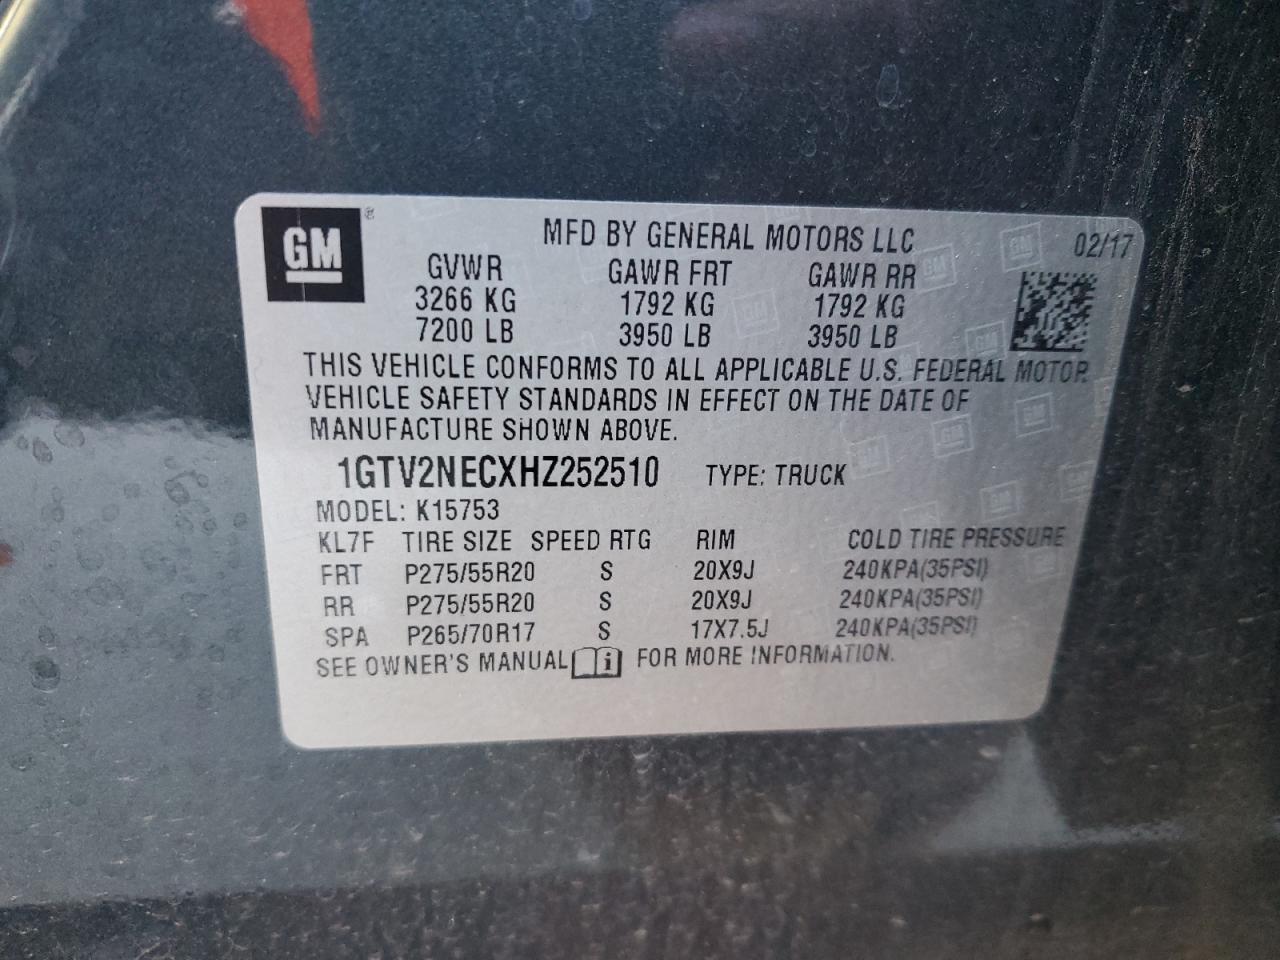 GM®
MFD BY GENERAL MOTORS LLC 02/17
GVWR GAWR FRT GAWR RR
3266 KG 1792 KG 1792 KG
7200 LB 3950 LB 3950 LB
THIS VEHICLE CONFORMS TO ALL APPLICABLE U.S. FEDERAL MOTOR
VEHICLE SAFETY STANDARDS IN EFFECT ON THE DATE OF
MANUFACTURE SHOWN ABOVE.
1GTV2NECXHZ252510 TYPE: TRUCK
MODEL: K15753
KL7F TIRE SIZE SPEED RTG RIM COLD TIRE PRESSURE
FRT P275/55R20 S 20X9J 240KPA(35PSI)
RR P275/55R20 S 20X9J 240KPA(35PSI)
SPA P265/70R17 S 17X7.5J 240KPA(35PSI)
SEE OWNER'S MANUAL i FOR MORE INFORMATION.